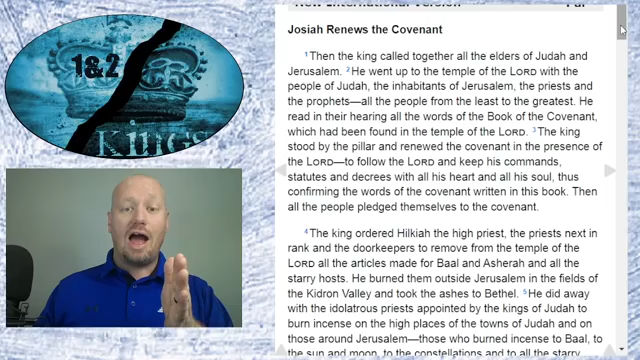 1&2
Kings
New International Version
Josiah Renews the Covenant
1Then the king called together all the elders of Judah and
Jerusalem. 2He went up to the temple of the LORD with the
people of Judah, the inhabitants of Jerusalem, the priests and
the prophets—all the people from the least to the greatest. He
read in their hearing all the words of the Book of the Covenant,
which had been found in the temple of the LORD. 3The king
stood by the pillar and renewed the covenant in the presence of
the LORD—to follow the LORD and keep his commands,
statutes and decrees with all his heart and all his soul, thus
confirming the words of the covenant written in this book. Then
all the people pledged themselves to the covenant.
4The king ordered Hilkiah the high priest, the priests next in
rank and the doorkeepers to remove from the temple of the
LORD all the articles made for Baal and Asherah and all the
starry hosts. He burned them outside Jerusalem in the fields of
the Kidron Valley and took the ashes to Bethel. 5He did away
with the idolatrous priests appointed by the kings of Judah to
burn incense on the high places of the towns of Judah and on
those around Jerusalem—those who burned incense to Baal, to
the sun and moon, to the constellations and to all the starry